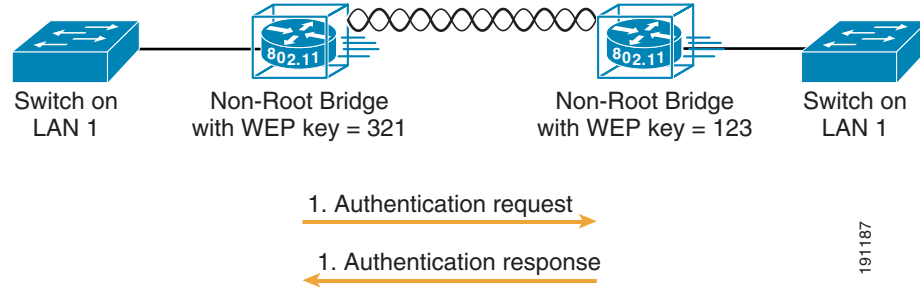 802.11
802.11
Switch on
LAN 1
Non-Root Bridge
with WEP key = 321
Non-Root Bridge
with WEP key = 123
Switch on
LAN 1
1. Authentication request
1. Authentication response
191187